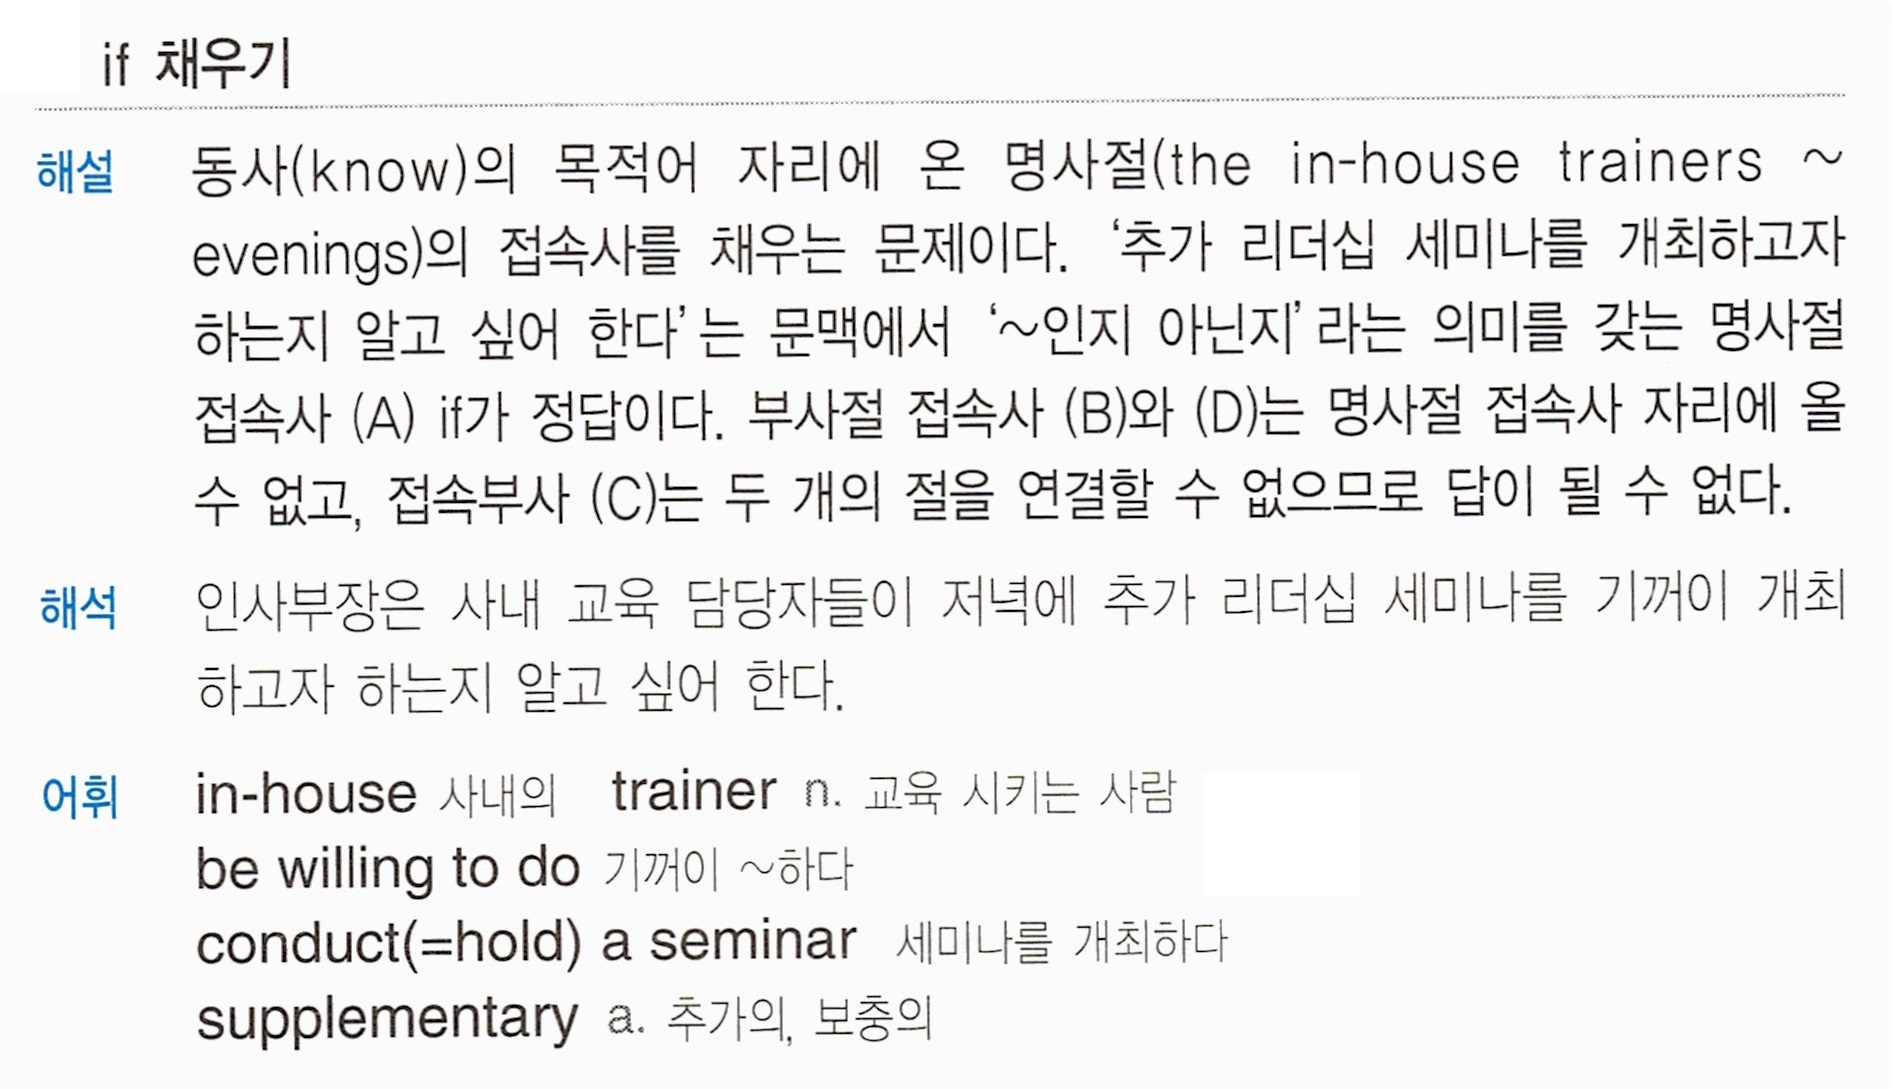 if 채우기
해설 동사(know)의 목적어 자리에 온 명사절(the in-house trainers ~
evenings)의 접속사를 채우는 문제이다. ‘추가 리더십 세미나를 개최하고자
하는지 알고 싶어 한다’는 문맥에서 ‘~인지 아닌지’라는 의미를 갖는 명사절
접속사 (A) if가 정답이다. 부사절 접속사 (B)와 (D)는 명사절 접속사 자리에 올
수 없고, 접속부사 (C)는 두 개의 절을 연결할 수 없으므로 답이 될 수 없다.
해석 인사부장은 사내 교육 담당자들이 저녁에 추가 리더십 세미나를 기꺼이 개최
하고자 하는지 알고 싶어 한다.
어휘 in-house 사내의 trainer n. 교육 시키는 사람
be willing to do 기꺼이 ~하다
conduct(=hold) a seminar 세미나를 개최하다
supplementary a. 추가의, 보충의